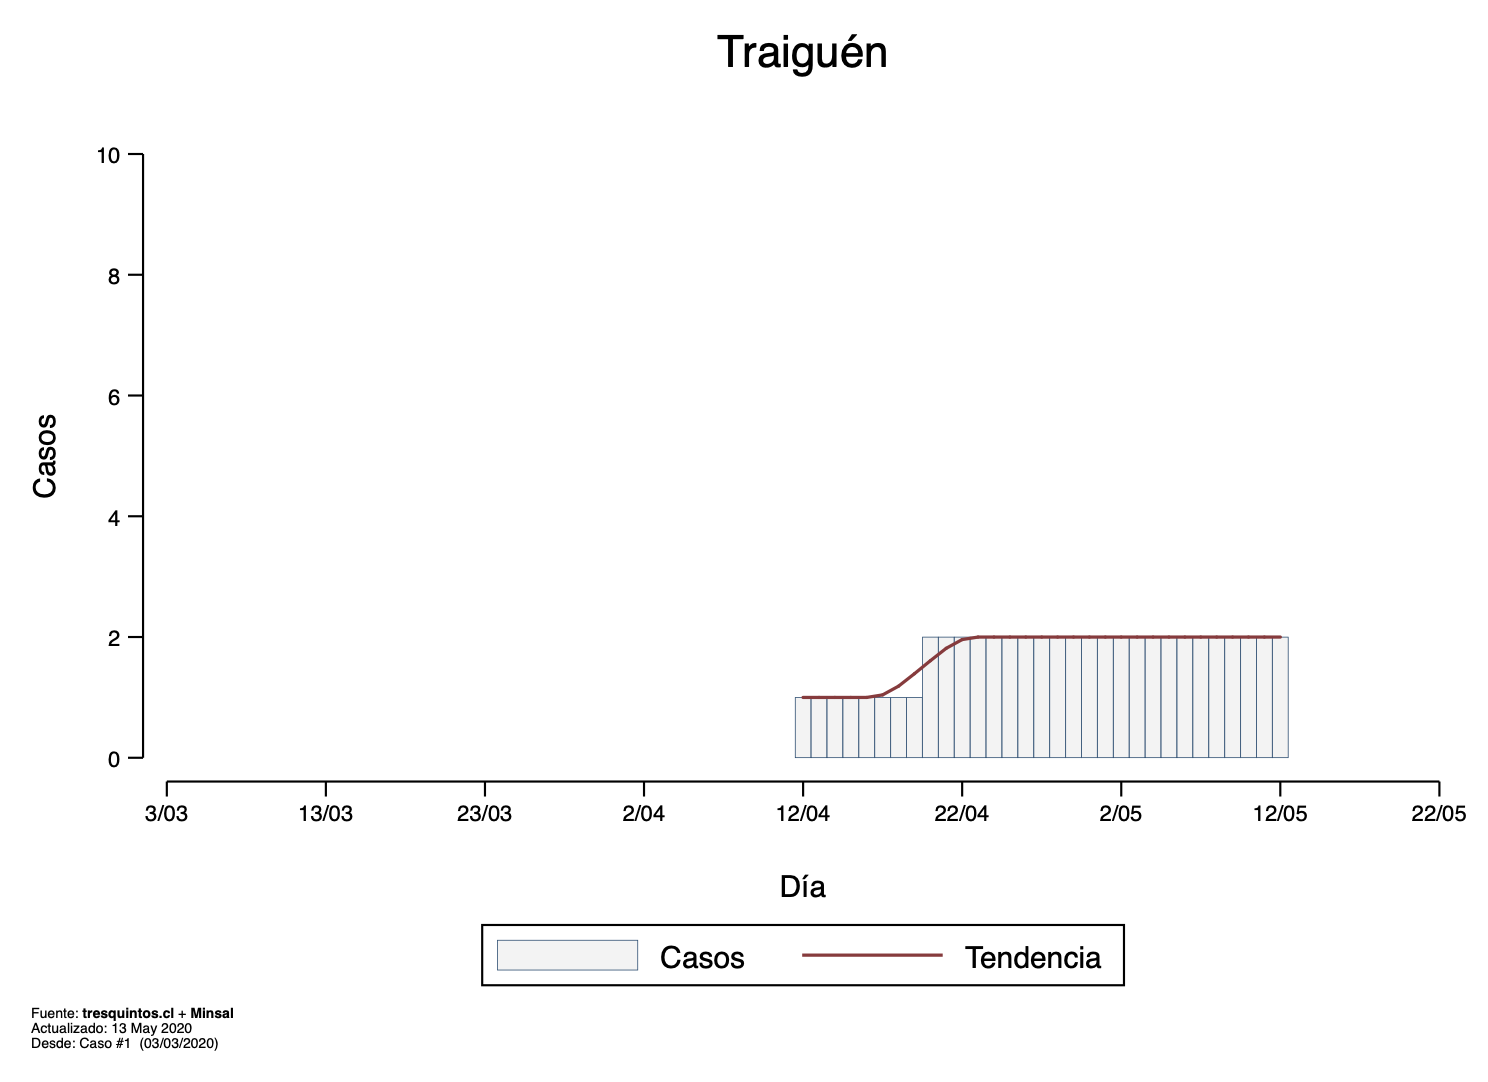 Traiguén
10
8
6
4
2
0
Casos
3/03 13/03 23/03 2/04 12/04 22/04 2/05 12/05 22/05
Día
Casos Tendencia
Fuente: tresquintos.cl + Minsal
Actualizado: 13 May 2020
Desde: Caso #1 (03/03/2020)